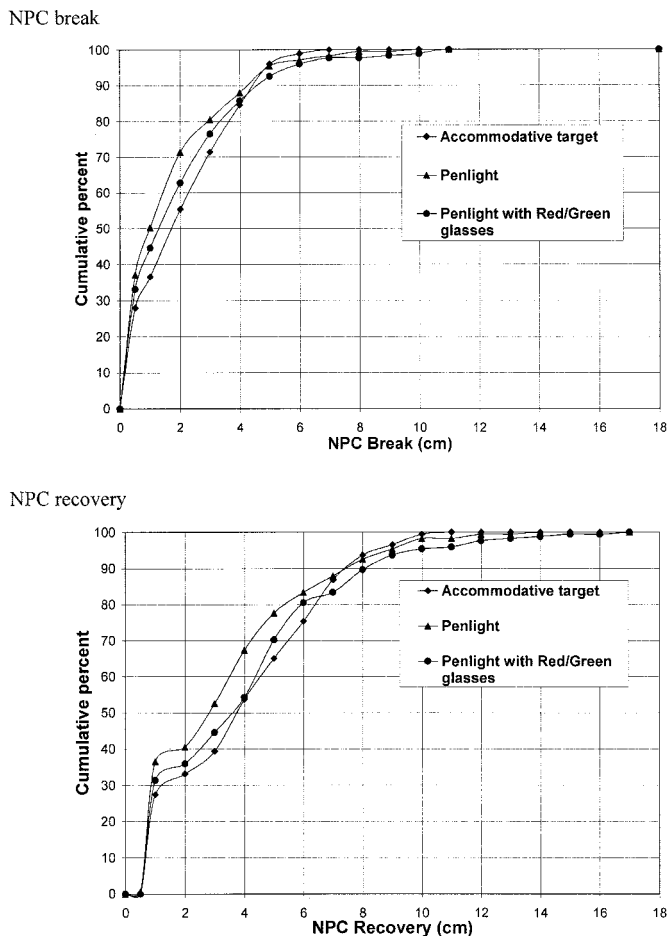 NPC break
100
90
80
70
60
50
40
30
20
10
0
Cumulative percent
Accommodative target
Penlight
Penlight with Red/Green
glasses
0 2 4 6 8 10 12 14 16 18
NPC Break (cm)
NPC recovery
100
90
80
70
60
50
40
30
20
10
0
Cumulative percent
Accommodative target
Penlight
Penlight with Red/Green
glasses
0 2 4 6 8 10 12 14 16 18
NPC Recovery (cm)